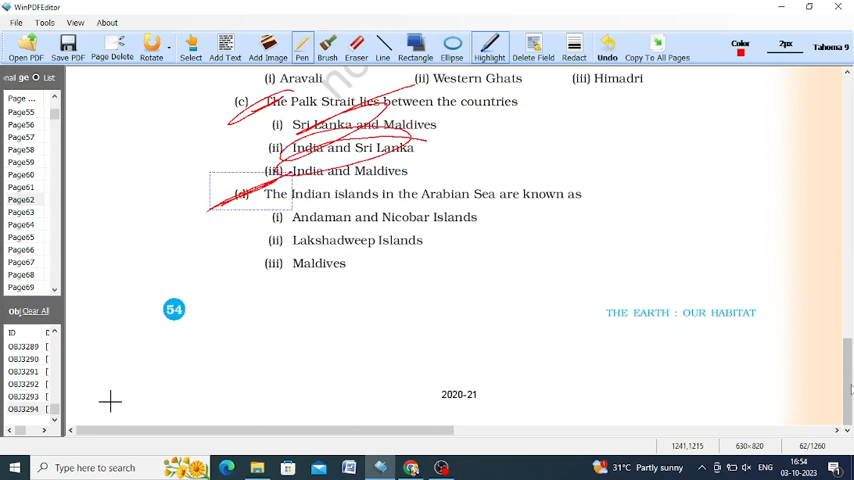 WinPDFEditor
File Tools View About
Open PDF Save PDF Page Delete Rotate Select Add Text Add Image Pen Brush Eraser Line Rectangle Ellipse Highlight Delete Field Redact Undo Copy To All Pages Color 2px Tahoma 9
nail List
(i) Aravali (ii) Western Ghats (iii) Himadri
Page ...
(c) The Palk Strait lies between the countries
Page55
Page56
(i) Sri Lanka and Maldives
Page57
Page58
(ii) India and Sri Lanka
Page59
Page60
(iii) India and Maldives
Page61
(d) The Indian islands in the Arabian Sea are known as
Page62
Page63
(i) Andaman and Nicobar Islands
Page64
Page65
(ii) Lakshadweep Islands
Page66
Page67
(iii) Maldives
Page68
Page69
Obj Clear All
54 THE EARTH : OUR HABITAT
ID
OBJ3289 [
OBJ3290 [
OBJ3291 [
OBJ3292 [
OBJ3293 [
OBJ3294 [
2020-21
1241,1215 630×820 62/1260
Type here to search
31°C Partly sunny ENG 16:54
03-10-2023